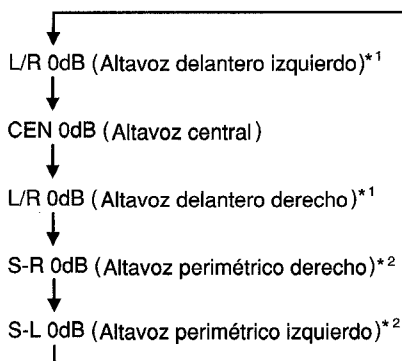 L/R 0dB (Altavoz delantero izquierdo)*1
CEN 0dB (Altavoz central)
L/R 0dB (Altavoz delantero derecho)*1
S-R 0dB (Altavoz perimétrico derecho)*2
S-L 0dB (Altavoz perimétrico izquierdo)*2